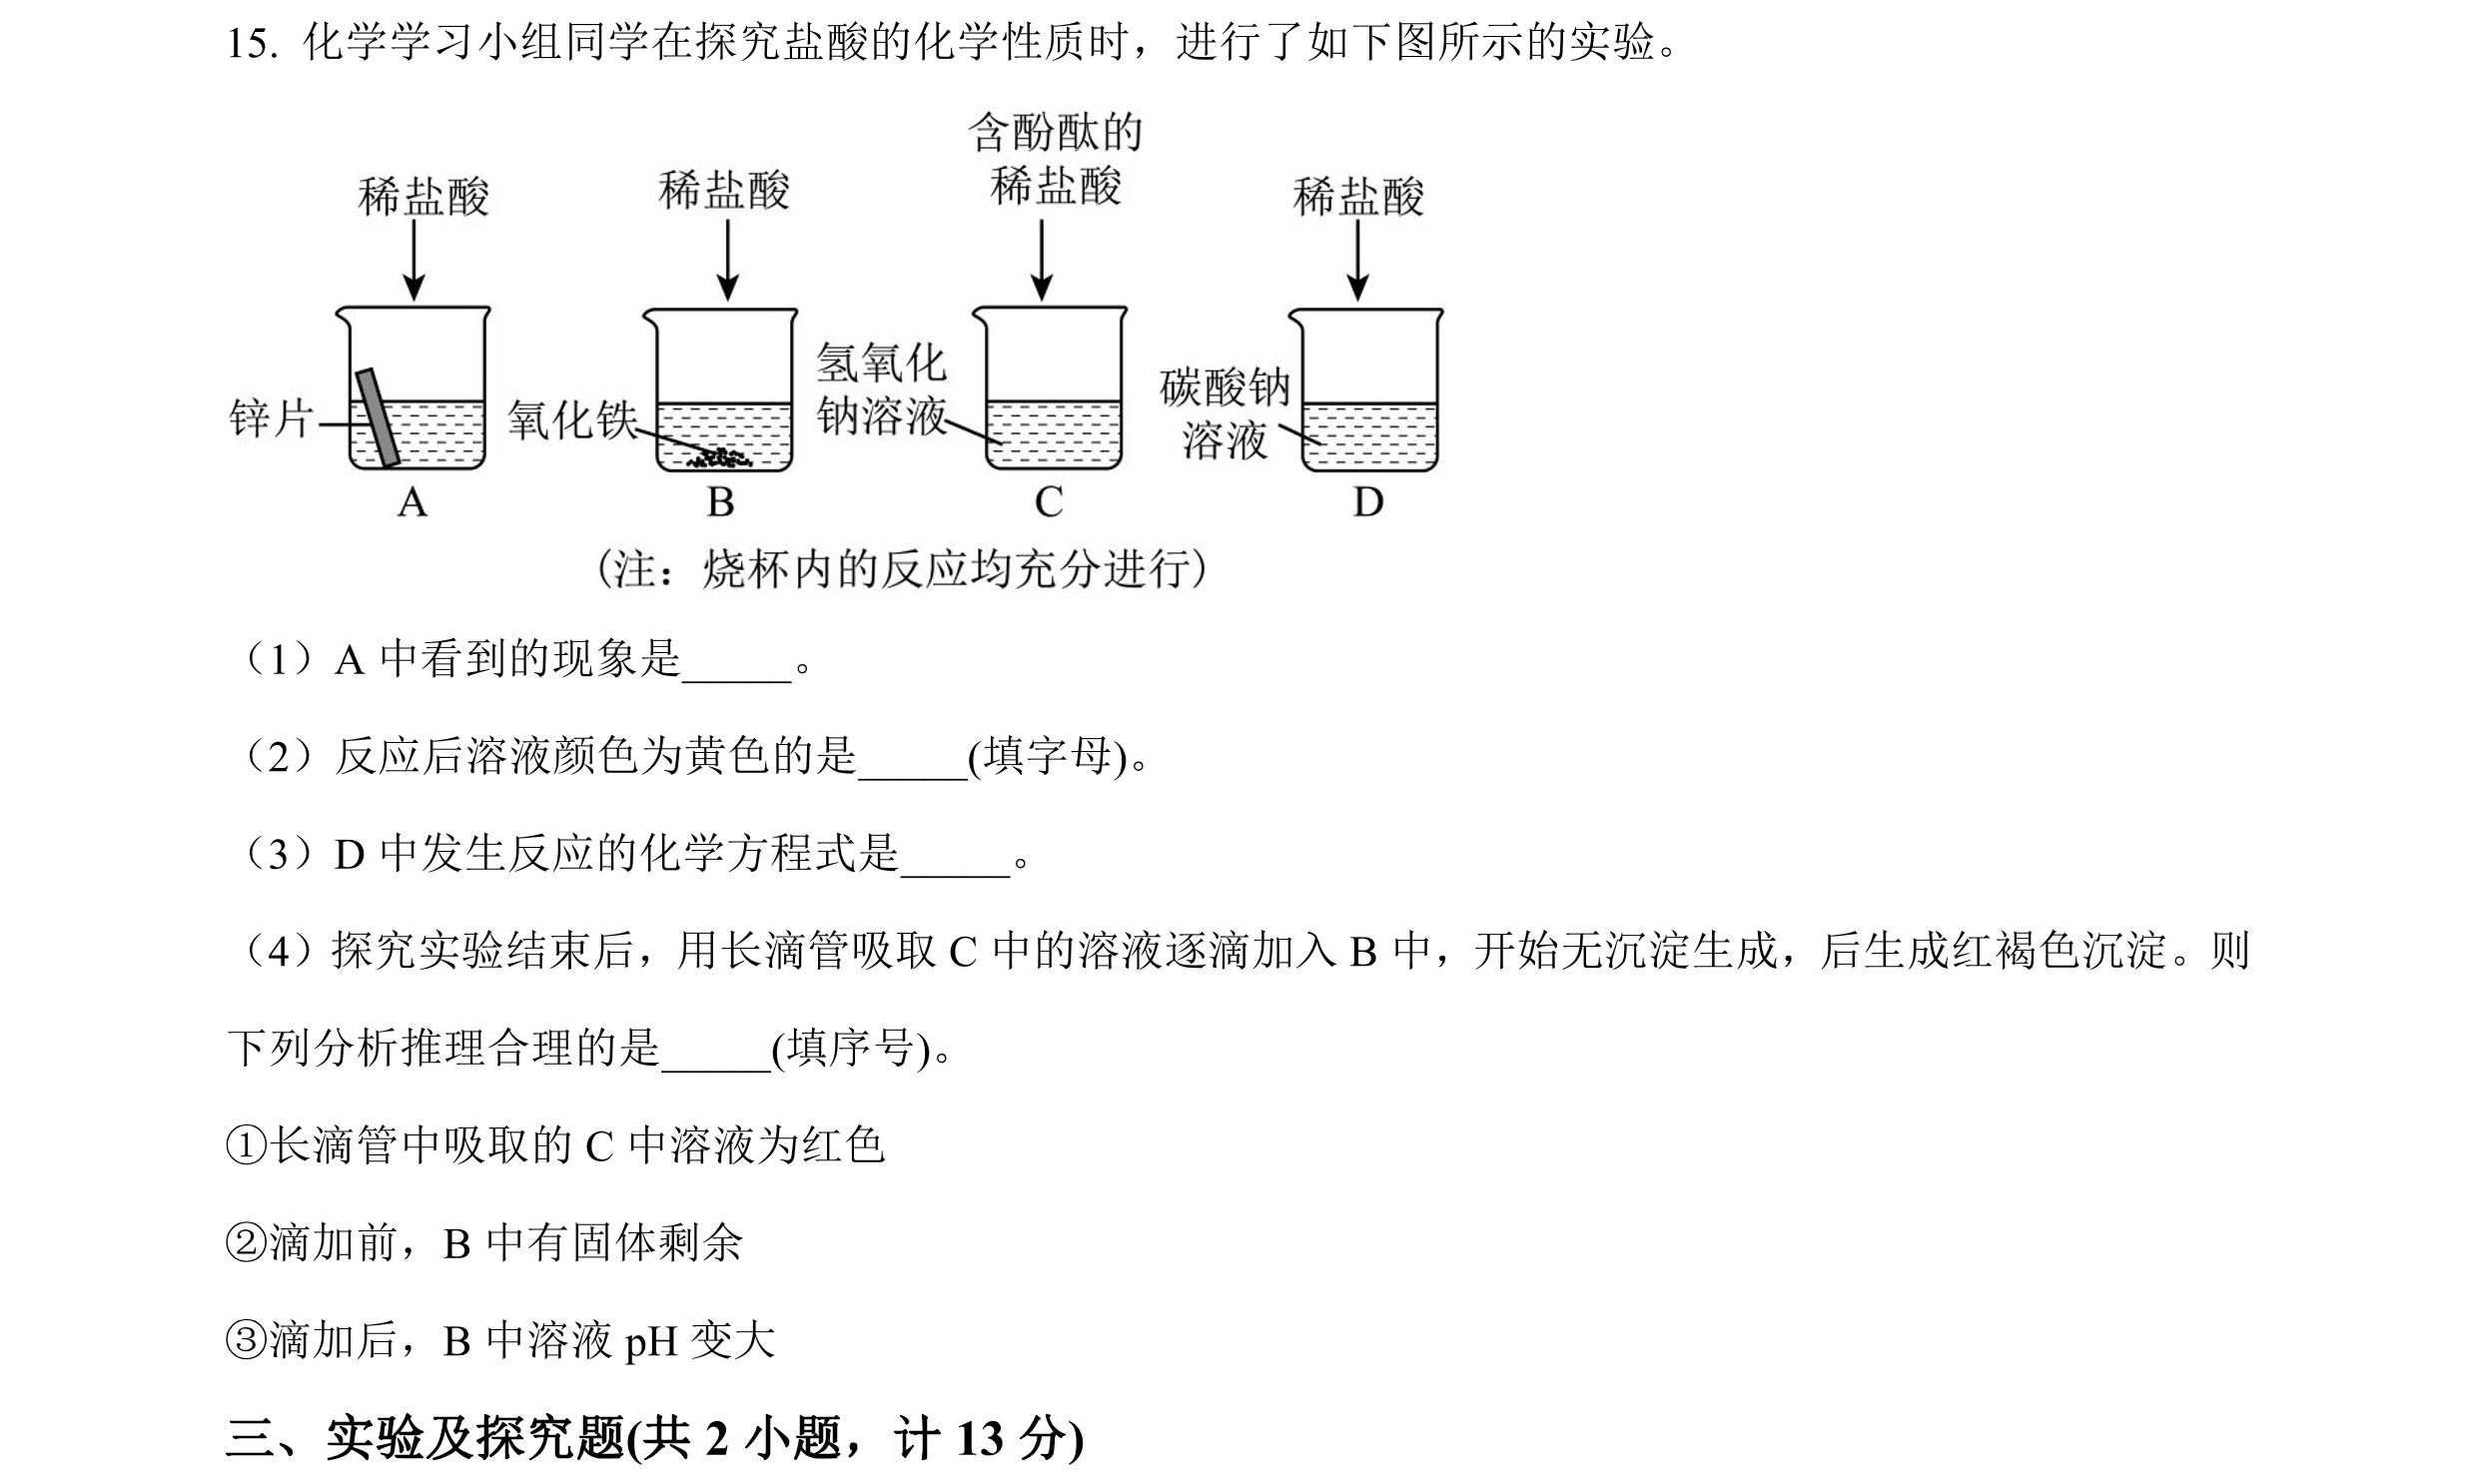 15. 化学学习小组同学在探究盐酸的化学性质时，进行了如下图所示的实验。
含酚酞的
稀盐酸 稀盐酸 稀盐酸 稀盐酸
锌片 氧化铁 氢氧化
钠溶液 碳酸钠
溶液
A B C D
(注：烧杯内的反应均充分进行)
（1）A 中看到的现象是_____。
（2）反应后溶液颜色为黄色的是_____(填字母)。
（3）D 中发生反应的化学方程式是_____。
（4）探究实验结束后，用长滴管吸取 C 中的溶液逐滴加入 B 中，开始无沉淀生成，后生成红褐色沉淀。则
下列分析推理合理的是_____(填序号)。
①长滴管中吸取的 C 中溶液为红色
②滴加前，B 中有固体剩余
③滴加后，B 中溶液 pH 变大
三、实验及探究题(共 2 小题，计 13 分)